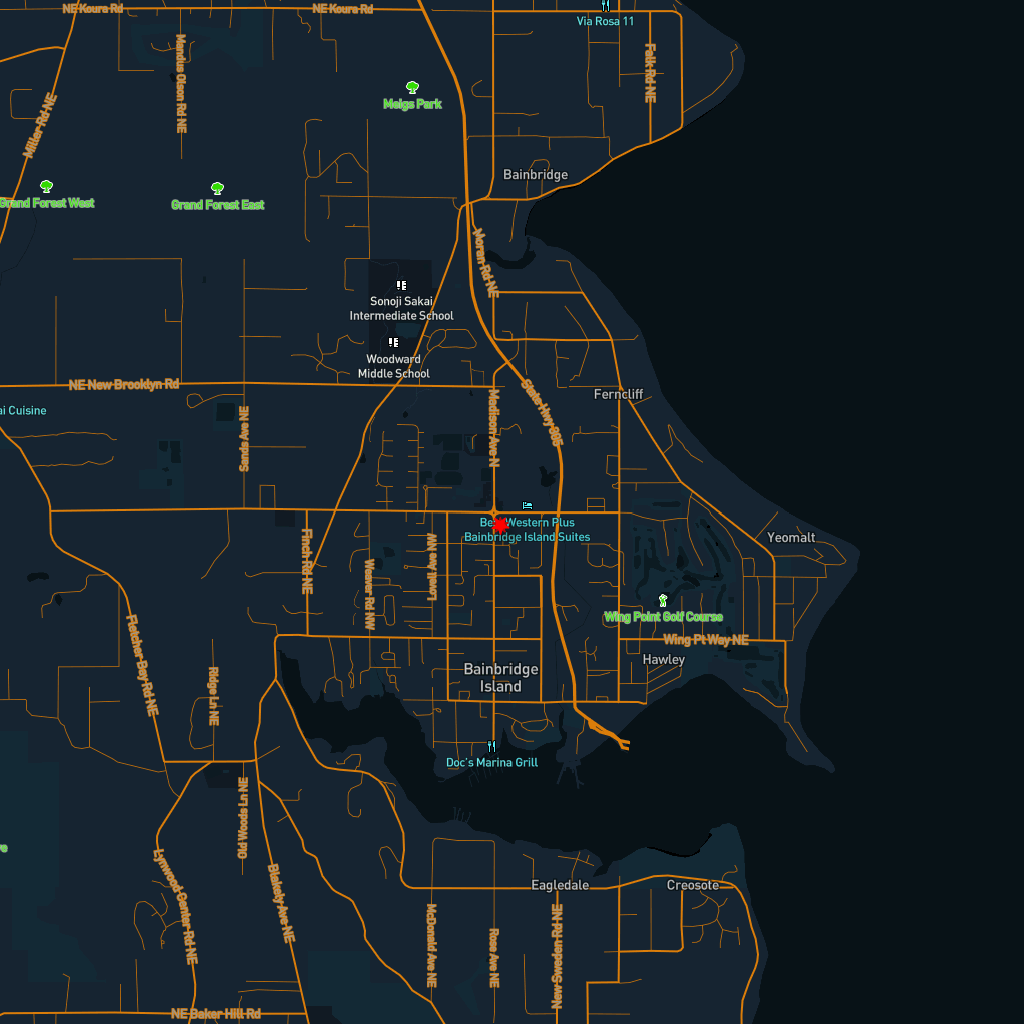 NE Koura Rd
NE Koura Rd
Via Rosa 11
Mandus Olson Rd NE
Falk Rd NE
Meigs Park
Miller Rd NE
Bainbridge
Grand Forest West
Grand Forest East
Moran Rd NE
Sonoji Sakai
Intermediate School
Woodward
Middle School
NE New Brooklyn Rd
Ferncliff
State Hwy 305
ai Cuisine
Madison Ave N
Sands Ave NE
Best Western Plus
Bainbridge Island Suites
Yeomalt
Finch Rd NE
Weaver Rd NW
Lovell Ave NW
Wing Point Golf Course
Fletcher Bay Rd NE
Wing Pt Way NE
Hawley
Bainbridge
Island
Ridge Ln NE
Doc's Marina Grill
Old Woods Ln NE
Lynwood Center Rd NE
Blakely Ave NE
Eagledale
Creosote
McDonald Ave NE
Rose Ave NE
New Sweden Rd NE
NE Baker Hill Rd